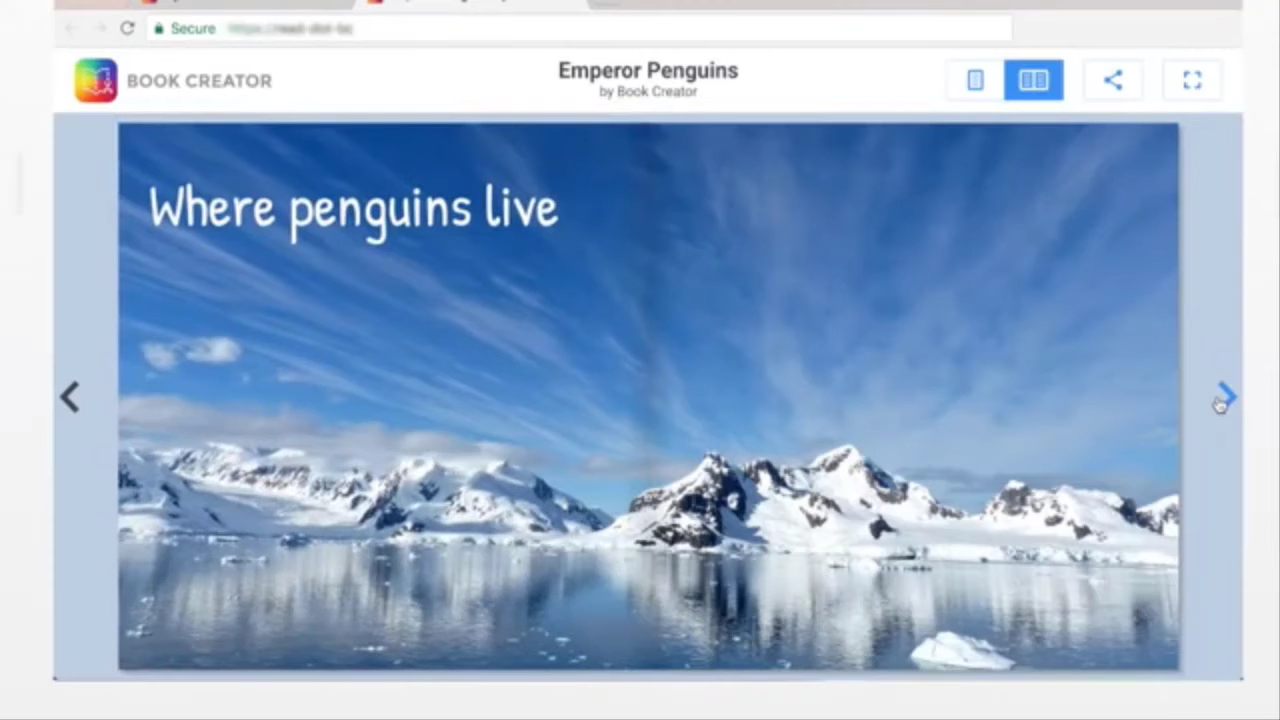 Secure
BOOK CREATOR
Emperor Penguins
by Book Creator
Where penguins live